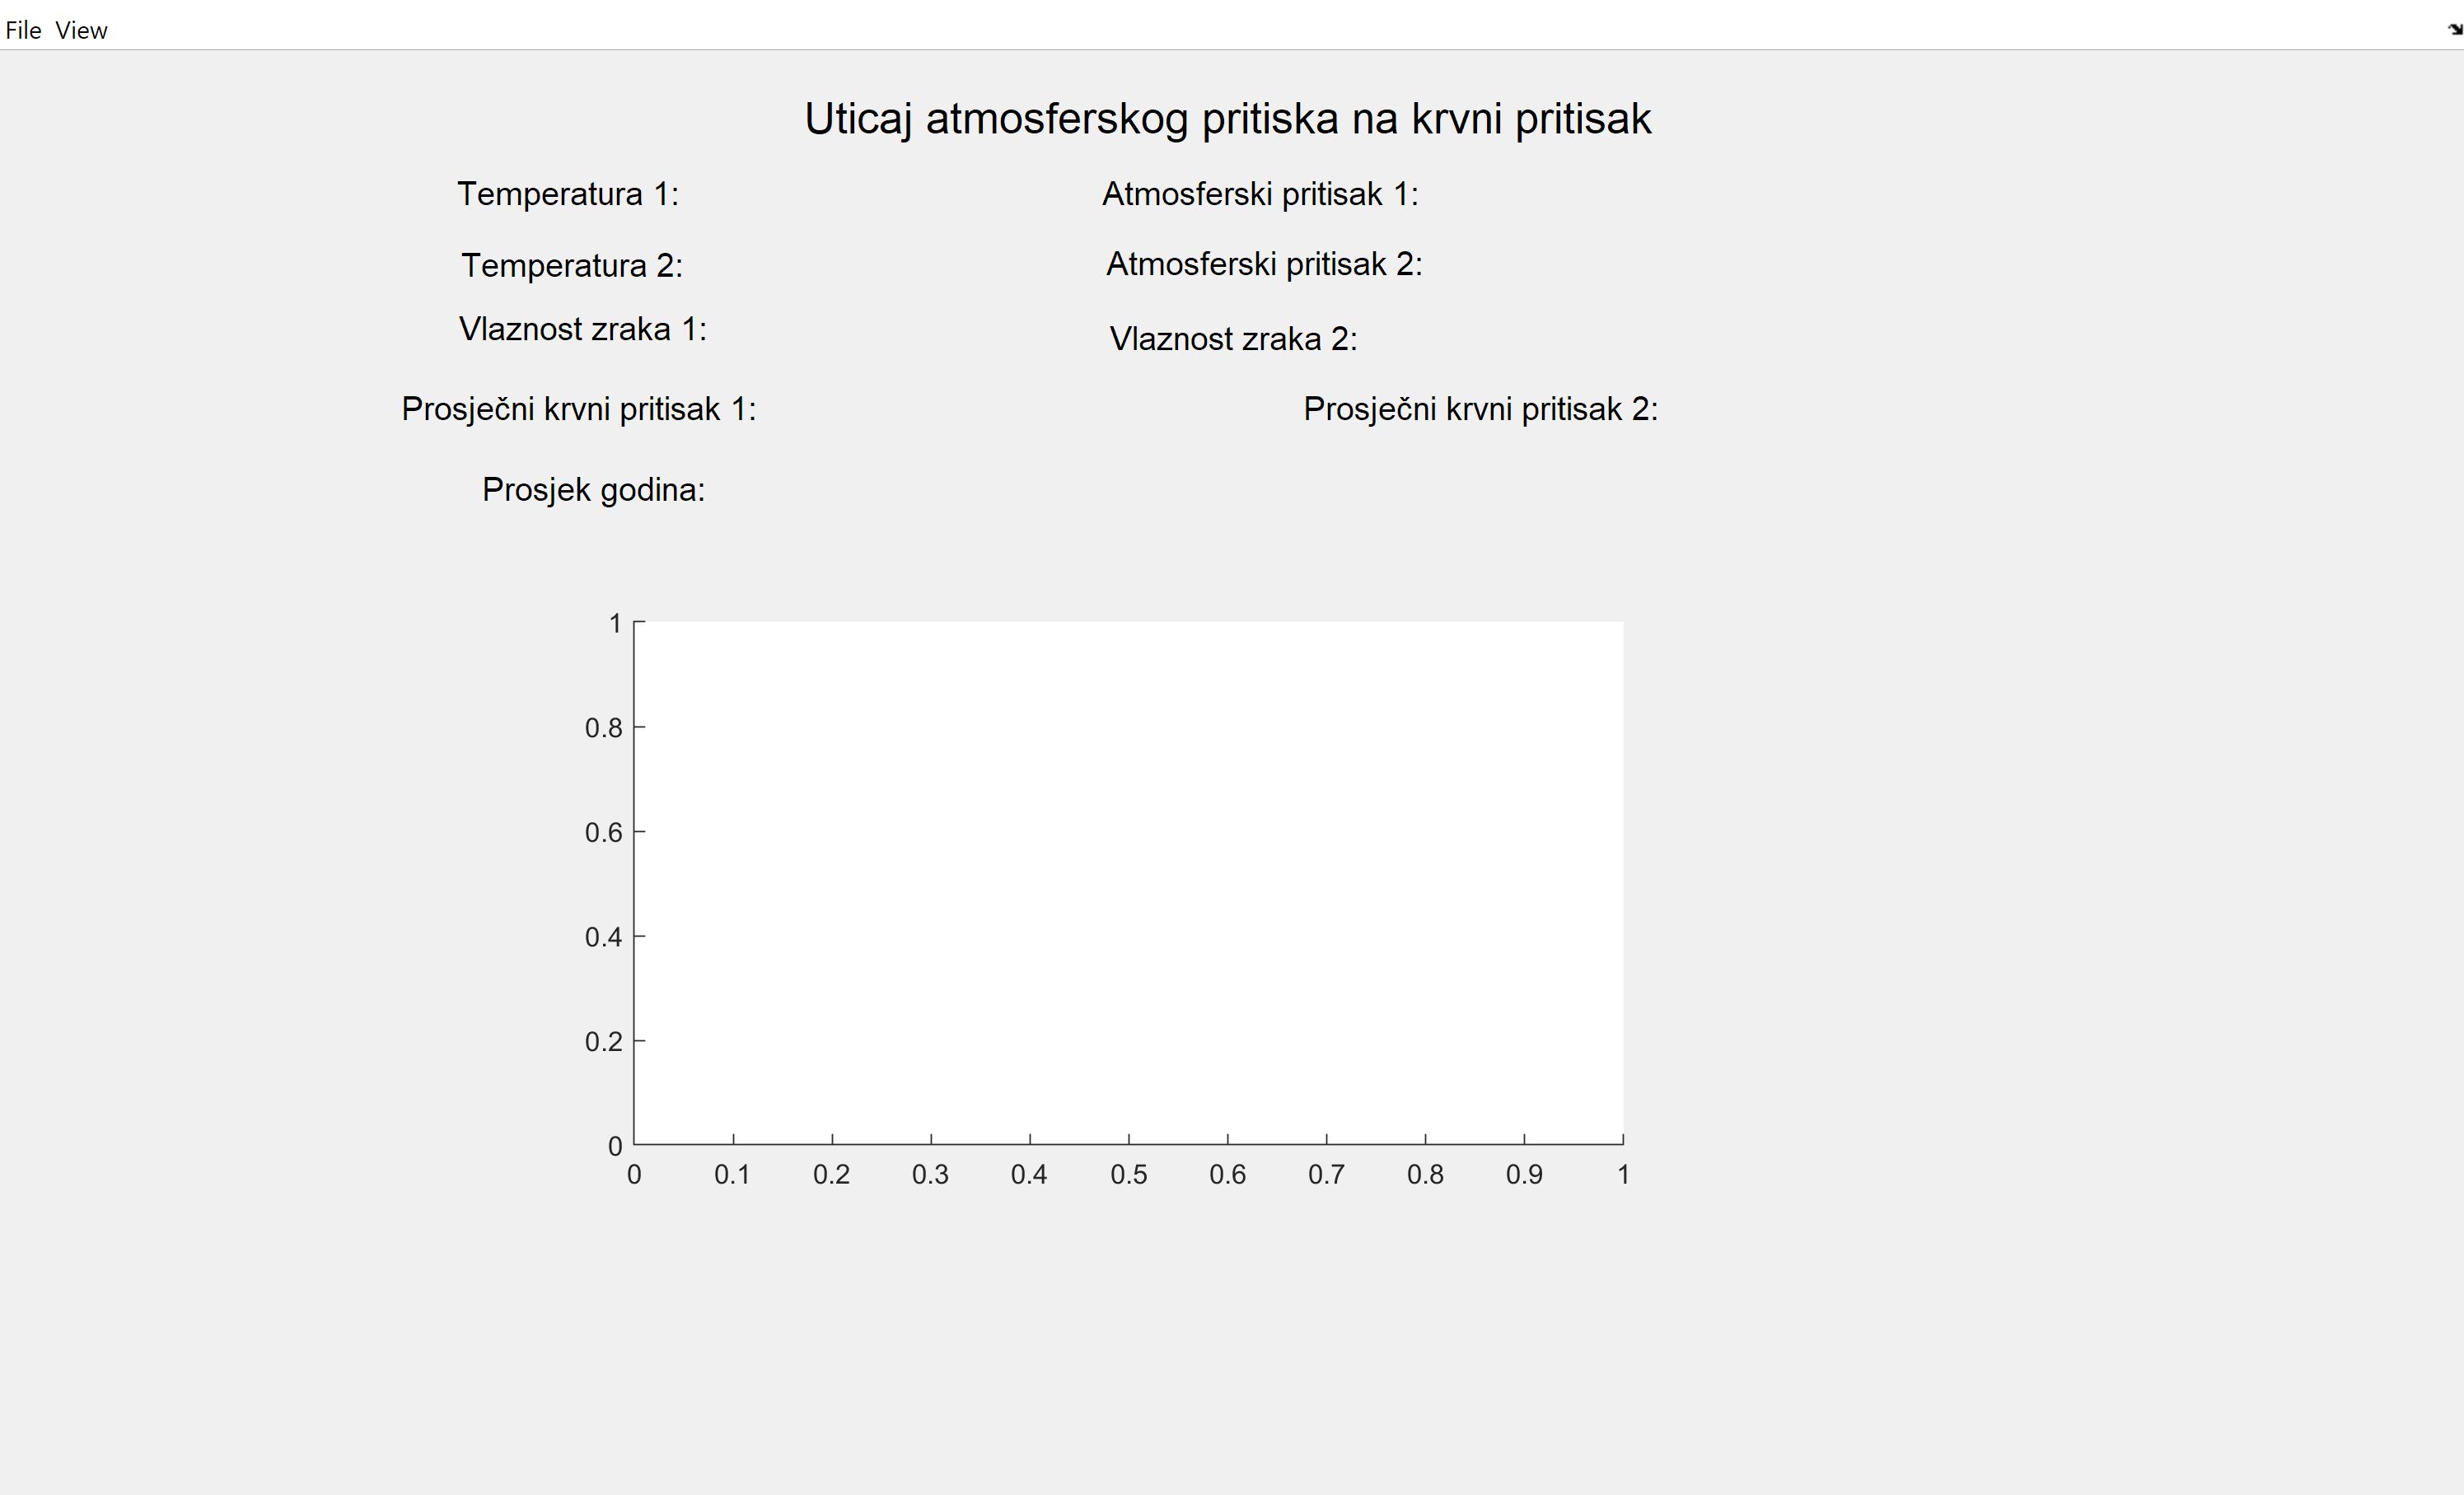 File View
Uticaj atmosferskog pritiska na krvni pritisak
Temperatura 1: Atmosferski pritisak 1:
Temperatura 2: Atmosferski pritisak 2:
Vlaznost zraka 1: Vlaznost zraka 2:
Prosječni krvni pritisak 1: Prosječni krvni pritisak 2:
Prosjek godina:
1
0.8
0.6
0.4
0.2
0
0 0.1 0.2 0.3 0.4 0.5 0.6 0.7 0.8 0.9 1